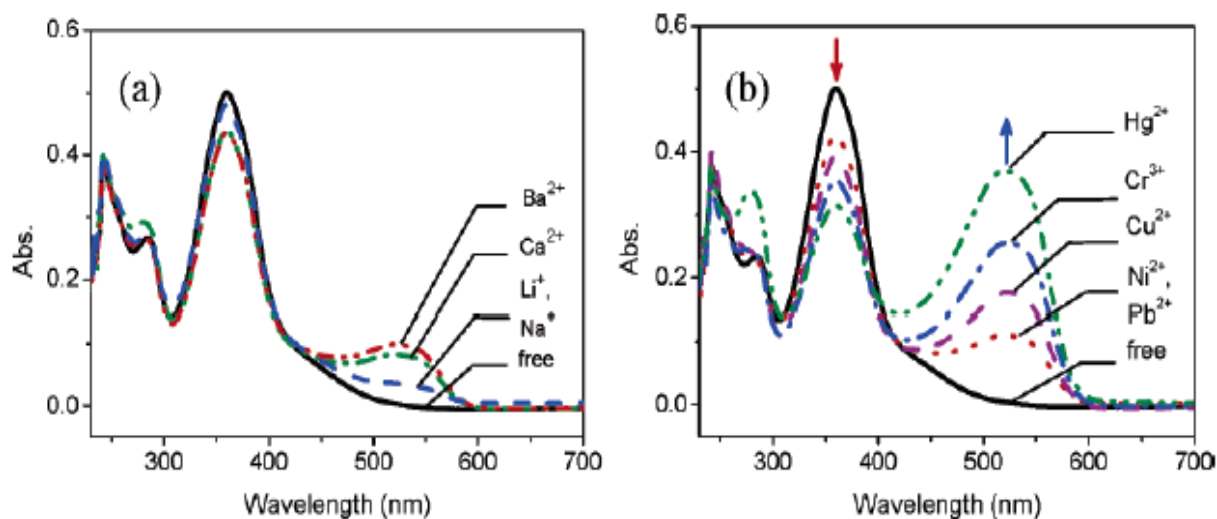 (a)
0.6
0.4
0.2
0.0
Abs.
Ba²⁺
Ca²⁺
Li⁺,
Na⁺
free
300 400 500 600 700
Wavelength (nm)
(b)
0.6
0.4
0.2
0.0
Abs.
Hg²⁺
Cr³⁺
Cu²⁺
Ni²⁺,
Pb²⁺
free
300 400 500 600 700
Wavelength (nm)